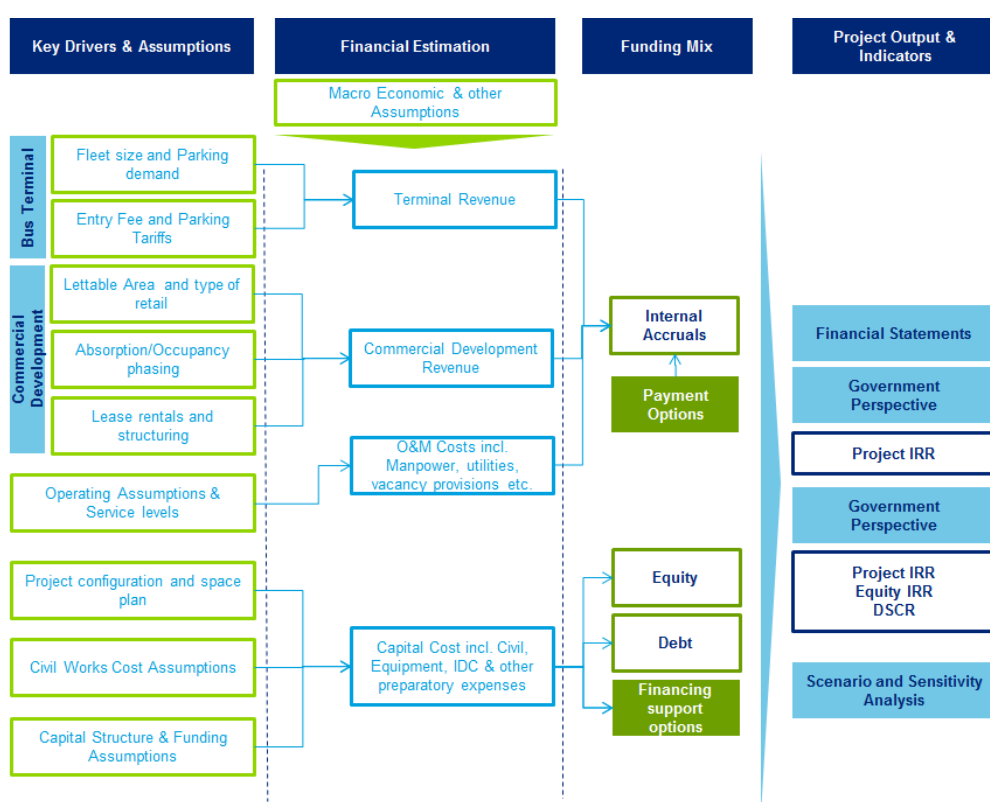 Key Drivers & Assumptions
Financial Estimation
Funding Mix
Project Output &
Indicators
Macro Economic & other
Assumptions
Bus Terminal
Fleet size and Parking
demand
Entry Fee and Parking
Tariffs
Terminal Revenue
Commercial
Development
Lettable Area and type of
retail
Absorption/Occupancy
phasing
Lease rentals and
structuring
Commercial Development
Revenue
Operating Assumptions &
Service levels
O&M Costs incl.
Manpower, utilities,
vacancy provisions etc.
Internal
Accruals
Payment
Options
Project configuration and space
plan
Civil Works Cost Assumptions
Capital Structure & Funding
Assumptions
Capital Cost incl. Civil,
Equipment, IDC & other
preparatory expenses
Equity
Debt
Financing
support
options
Financial Statements
Government
Perspective
Project IRR
Government
Perspective
Project IRR
Equity IRR
DSCR
Scenario and Sensitivity
Analysis